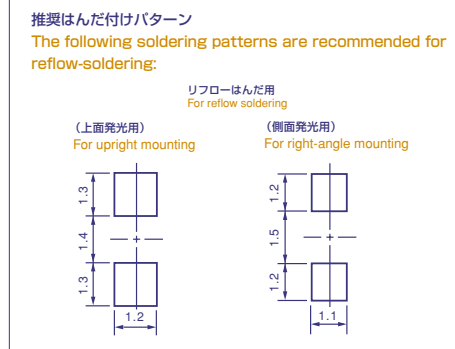 推奨はんだ付けパターン
The following soldering patterns are recommended for
reflow-soldering:
リフローはんだ用
For reflow soldering
（上面発光用）
For upright mounting
1.3
1.4
1.3
1.2
（側面発光用）
For right-angle mounting
1.2
1.5
1.2
1.1